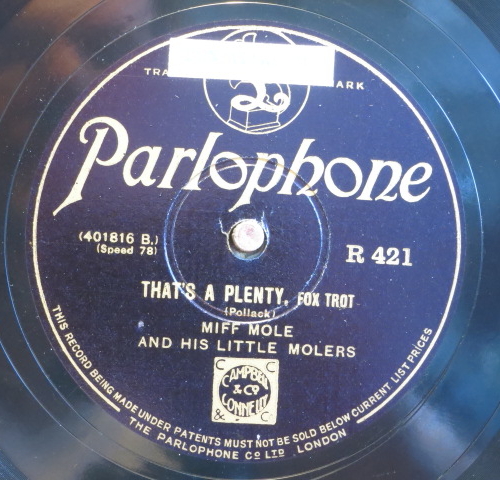 TRA ARK
Parlophone
(401816 B.)
(Speed 78)
R 421
THAT'S A PLENTY. FOX TROT
(Pollack)
MIFF MOLE
AND HIS LITTLE MOLERS
C C
CAMPBELL
& Co
CONNELLY
& C
THIS RECORD BEING MADE UNDER PATENTS MUST NOT BE SOLD BELOW CURRENT LIST PRICES
THE PARLOPHONE Co LTD LONDON